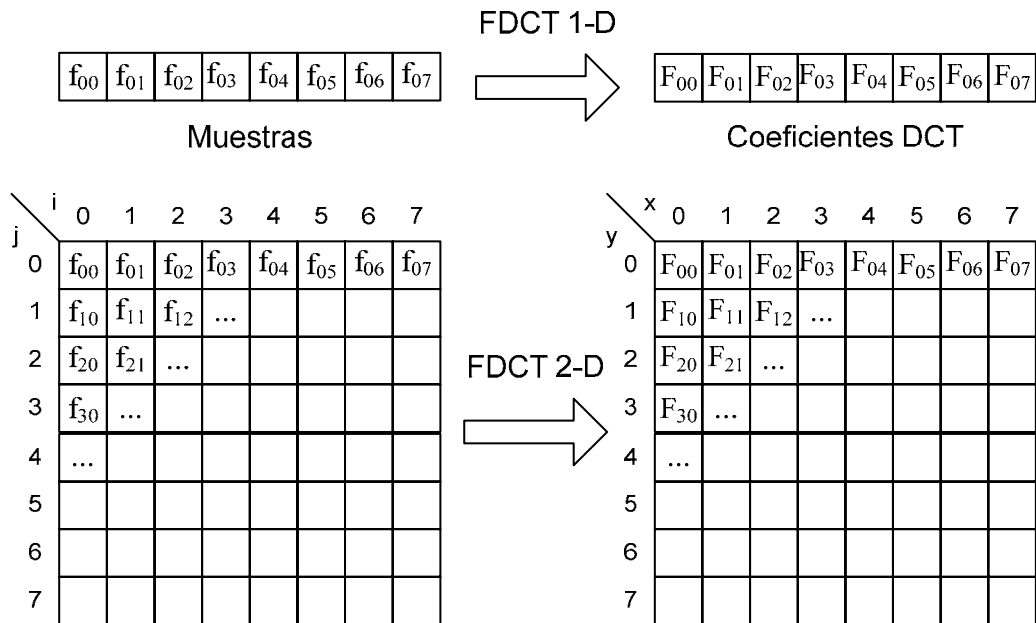 FDCT 1-D
f00 f01 f02 f03 f04 f05 f06 f07
F00 F01 F02 F03 F04 F05 F06 F07
Muestras
Coeficientes DCT
i
j
0 1 2 3 4 5 6 7
0 f00 f01 f02 f03 f04 f05 f06 f07
1 f10 f11 f12 ...
2 f20 f21 ...
3 f30 ...
4 ...
5
6
7
FDCT 2-D
x
y
0 1 2 3 4 5 6 7
0 F00 F01 F02 F03 F04 F05 F06 F07
1 F10 F11 F12 ...
2 F20 F21 ...
3 F30 ...
4 ...
5
6
7